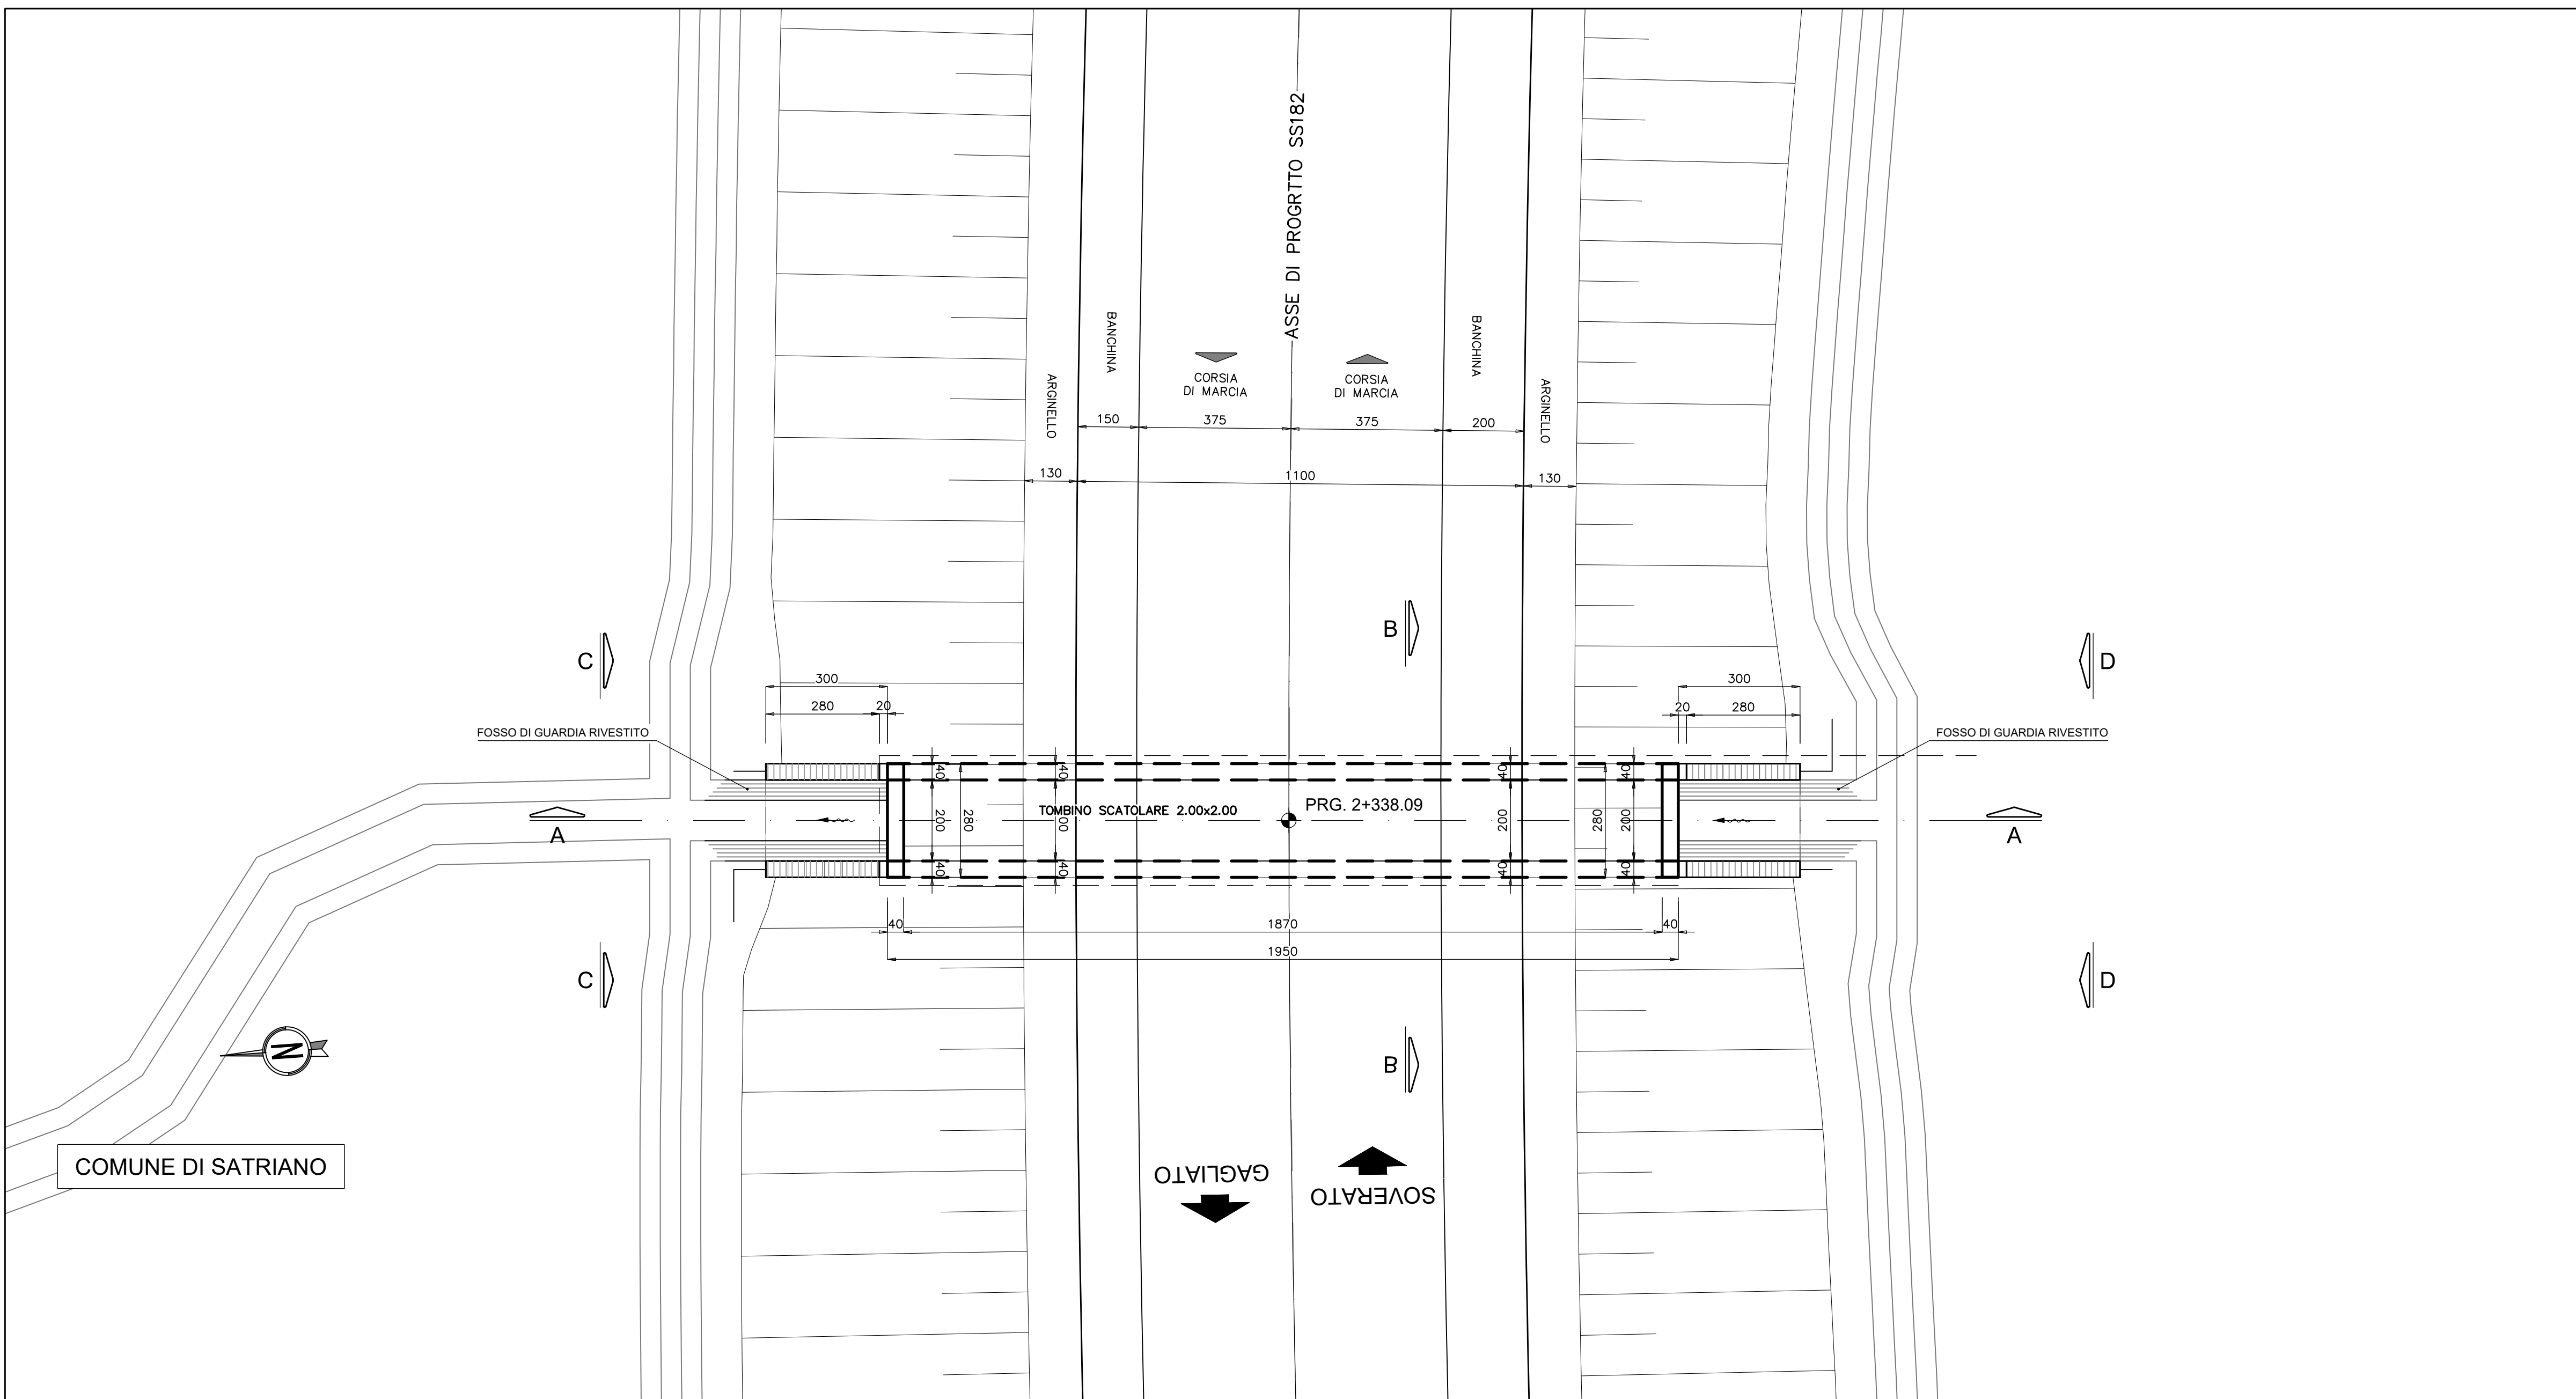 ASSE DI PROGRTTO SS182
BANCHINA
BANCHINA
CORSIA
DI MARCIA
CORSIA
DI MARCIA
ARGINELLO
ARGINELLO
150
375
375
200
130
1100
130
B
C
D
300
280
20
300
20
280
FOSSO DI GUARDIA RIVESTITO
FOSSO DI GUARDIA RIVESTITO
40
40
40
40
TOMBINO SCATOLARE 2.00x2.00
PRG. 2+338.09
200
280
200
280
200
A
A
40
40
40
40
40
1870
40
1950
C
D
N
B
COMUNE DI SATRIANO
GAGLIATO
SOVERATO